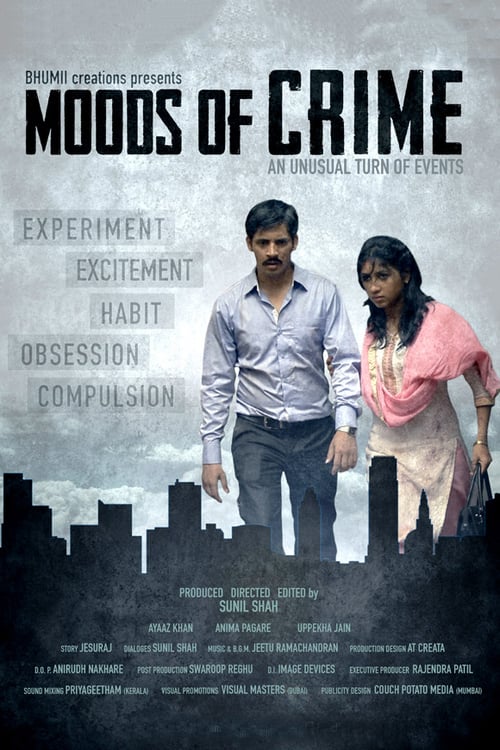 BHUMII creations presents
MOODS OF CRIME
AN UNUSUAL TURN OF EVENTS
EXPERIMENT
EXCITEMENT
HABIT
OBSESSION
COMPULSION
PRODUCED DIRECTED EDITED by
SUNIL SHAH
AYAAZ KHAN ANIMA PAGARE UPPEKHA JAIN
STORY JESURAJ DIALOGES SUNIL SHAH MUSIC & B.G.M. JEETU RAMACHANDRAN PRODUCTION DESIGN AT CREATA
D.O.P. ANIRUDH NAKHARE POST PRODUCTION SWAROOP REGHU D.I. IMAGE DEVICES EXECUTIVE PRODUCER RAJENDRA PATIL
SOUND MIXING PRIYAGEETHAM (KERALA) VISUAL PROMOTIONS VISUAL MASTERS (DUBAI) PUBLICITY DESIGN COUCH POTATO MEDIA (MUMBAI)